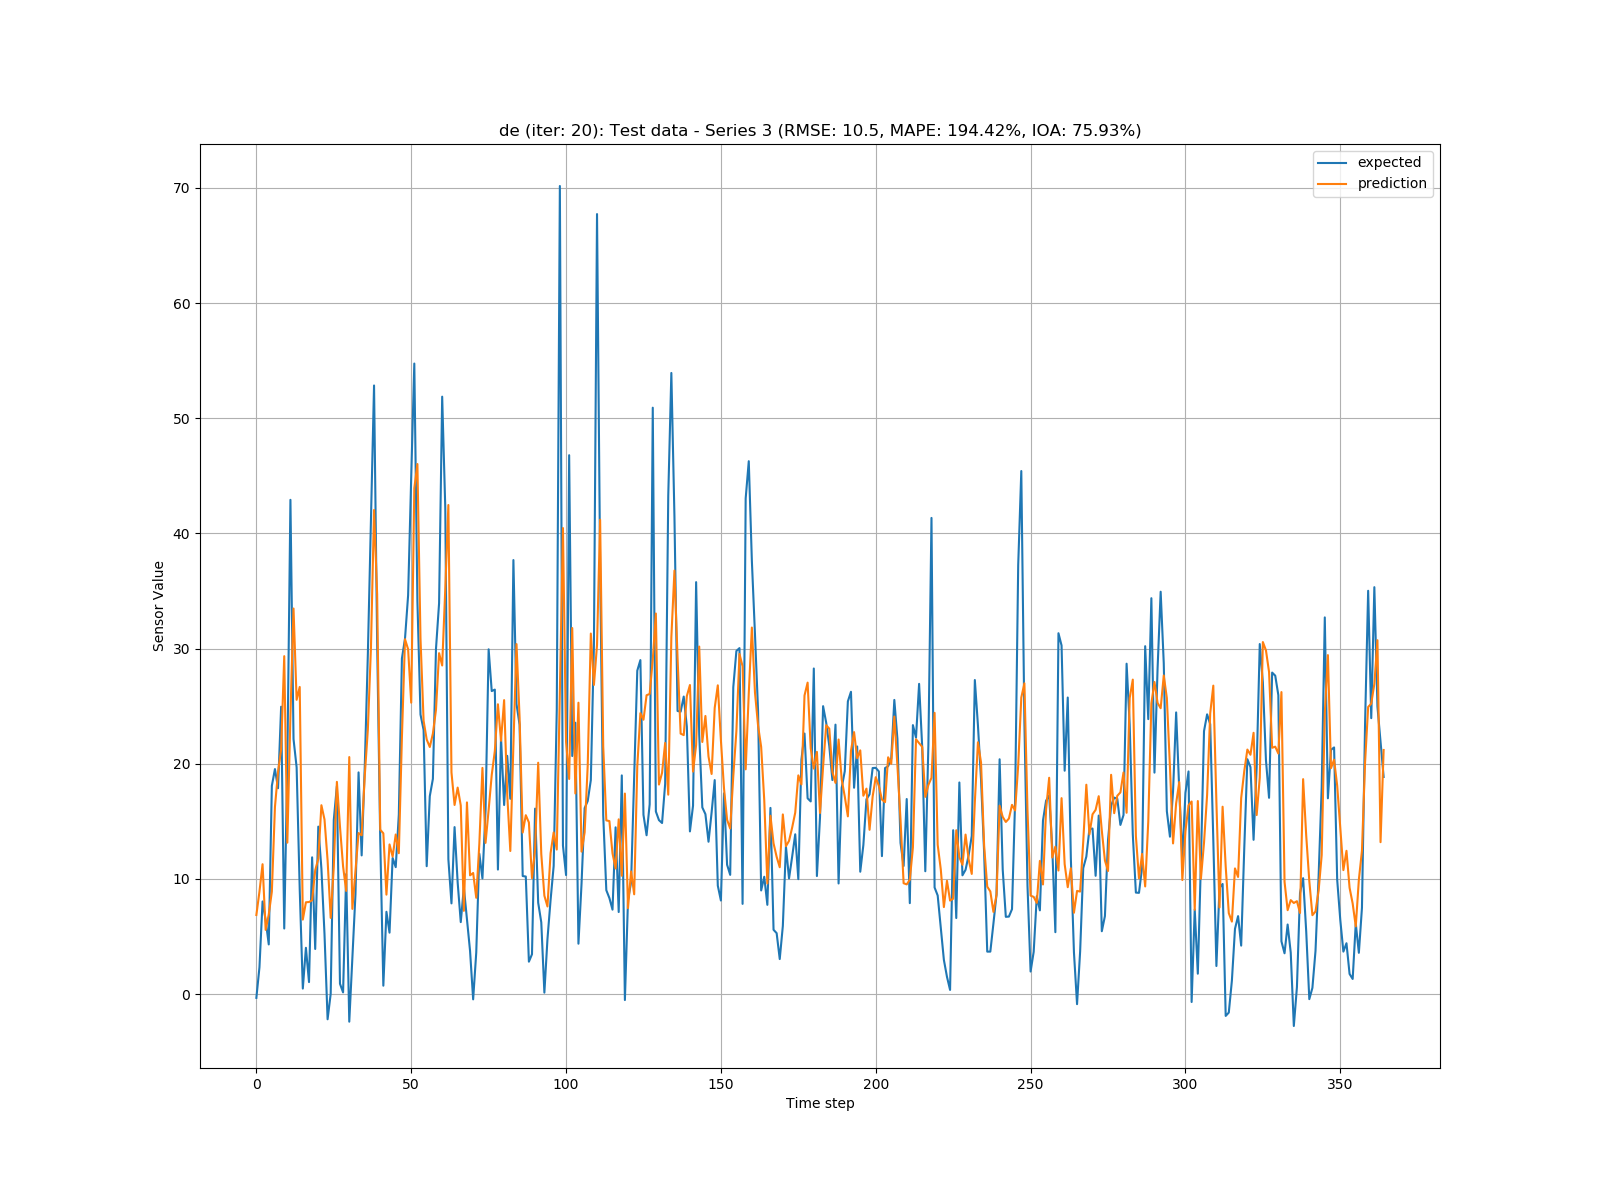 de (iter: 20): Test data - Series 3 (RMSE: 10.5, MAPE: 194.42%, IOA: 75.93%)
expected
prediction
70
60
50
40
30
20
10
0
Sensor Value
0 50 100 150 200 250 300 350
Time step